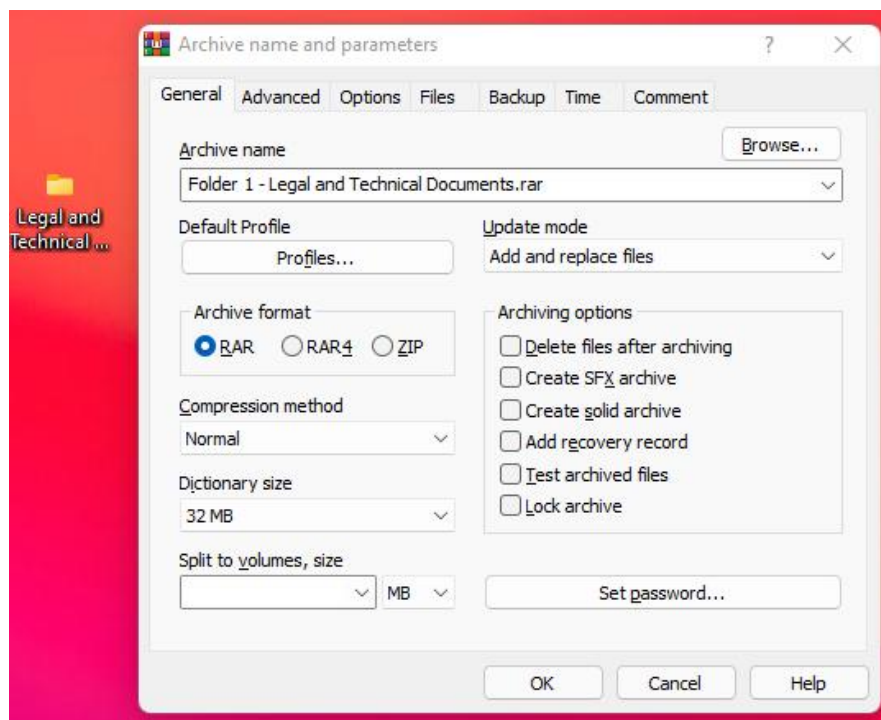 Archive name and parameters
?
General Advanced Options Files Backup Time Comment
Archive name
Browse...
Folder 1 - Legal and Technical Documents.rar
Legal and
Technical ...
Default Profile
Profiles...
Update mode
Add and replace files
Archive format
RAR RAR4 ZIP
Compression method
Normal
Dictionary size
32 MB
Split to volumes, size
MB
Archiving options
Delete files after archiving
Create SFX archive
Create solid archive
Add recovery record
Test archived files
Lock archive
Set password...
OK Cancel Help